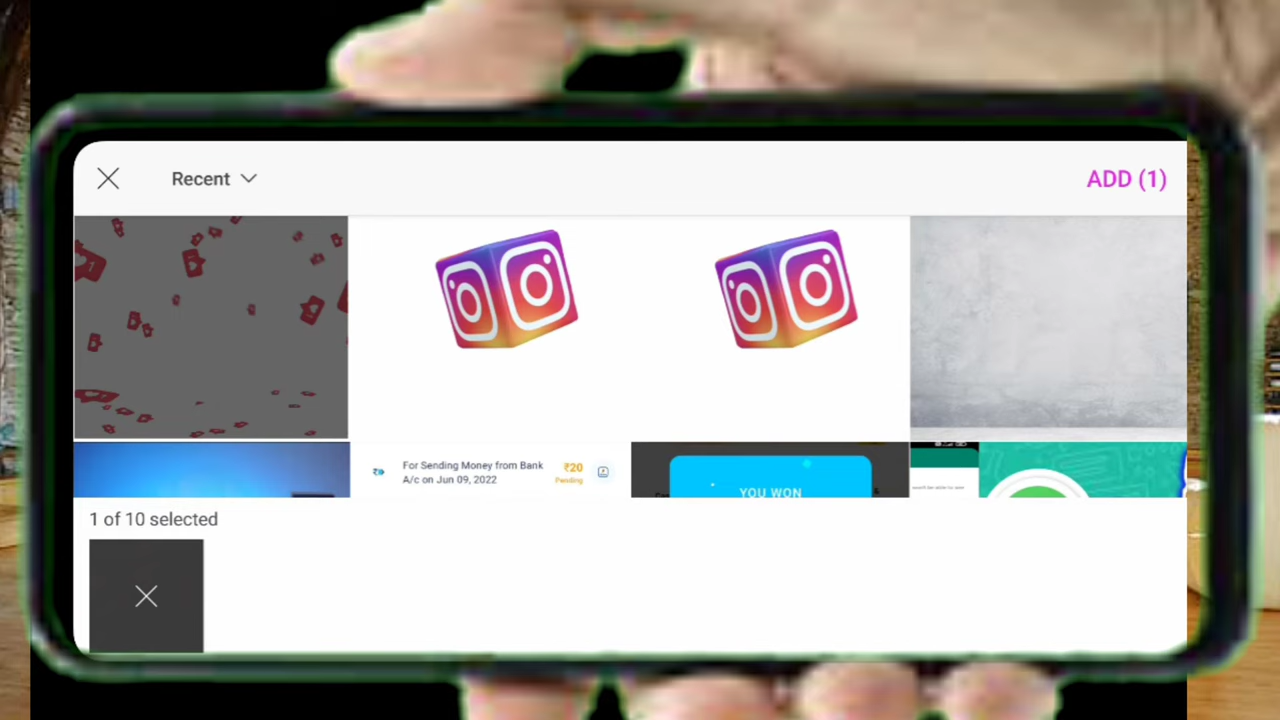 Recent
ADD (1)
1
For Sending Money from Bank
A/c on Jun 09, 2022
₹20
Pending
YOU WON
1 of 10 selected